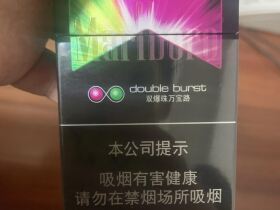 Marlboro
double burst
双爆珠万宝路
本公司提示
吸烟有害健康
请勿在禁烟场所吸烟